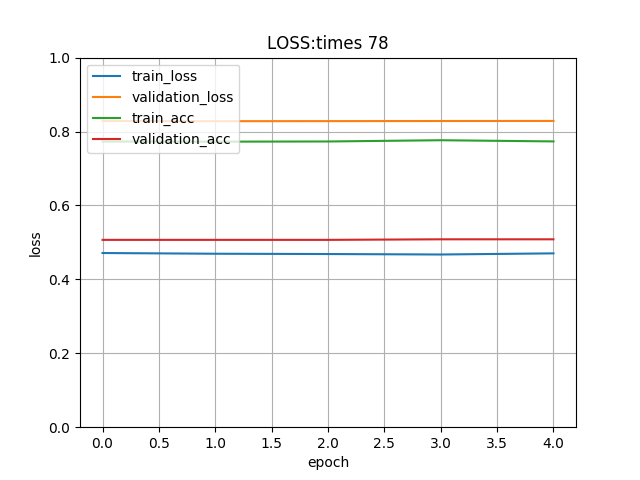 LOSS:times 78
1.0
0.8
0.6
0.4
0.2
0.0
loss
train_loss
validation_loss
train_acc
validation_acc
0.0 0.5 1.0 1.5 2.0 2.5 3.0 3.5 4.0
epoch